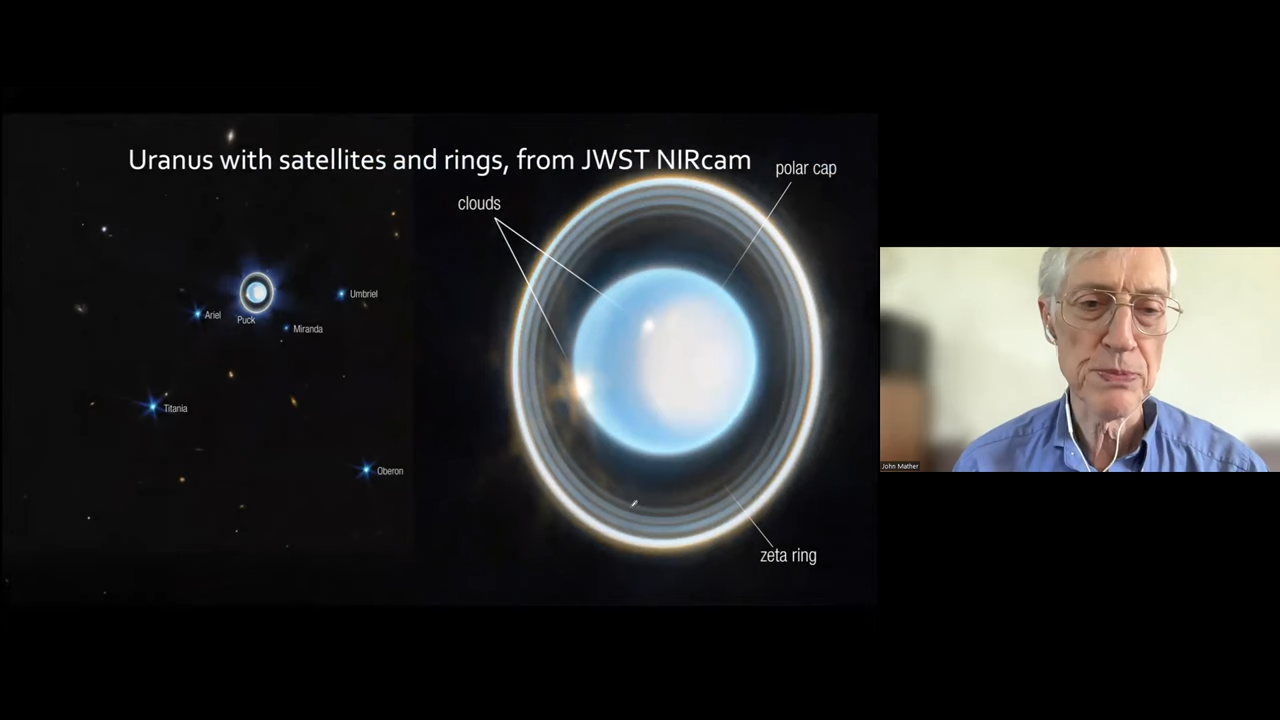 Uranus with satellites and rings, from JWST NIRcam
polar cap
clouds
Umbriel
Ariel
Puck
Miranda
Titania
Oberon
zeta ring
John Mather